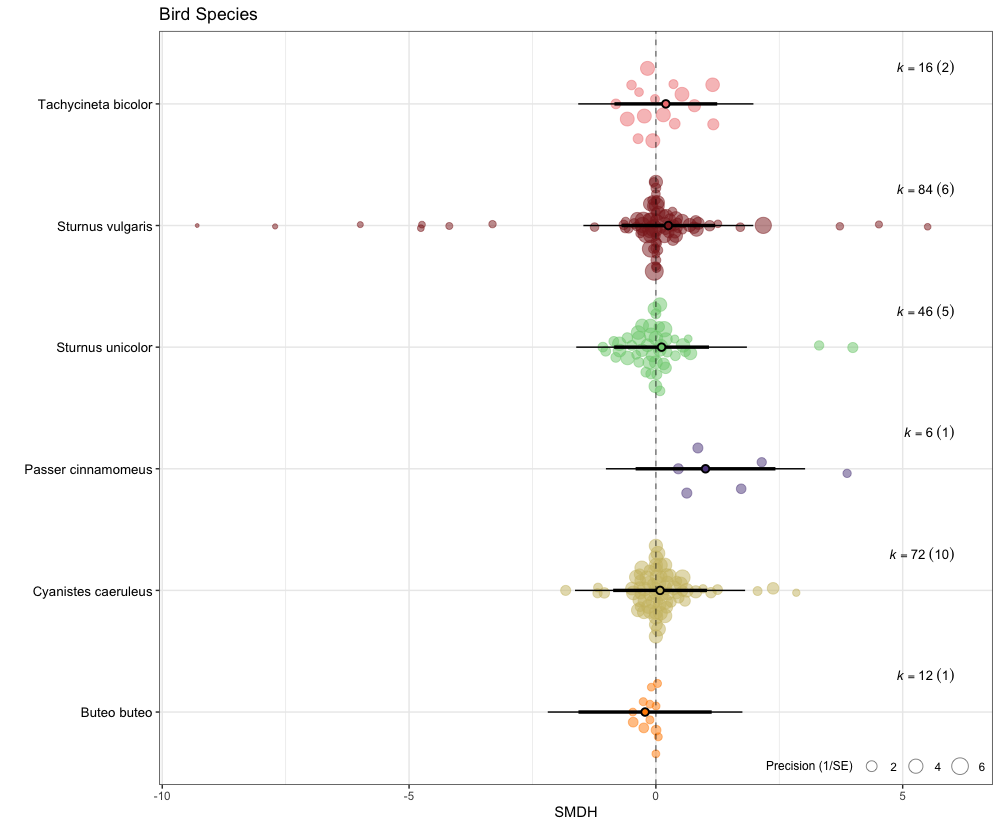 Bird Species
k = 16 (2)
Tachycineta bicolor
k = 84 (6)
Sturnus vulgaris
k = 46 (5)
Sturnus unicolor
k = 6 (1)
Passer cinnamomeus
k = 72 (10)
Cyanistes caeruleus
k = 12 (1)
Buteo buteo
Precision (1/SE) 2 4 6
-10 -5 0 5
SMDH